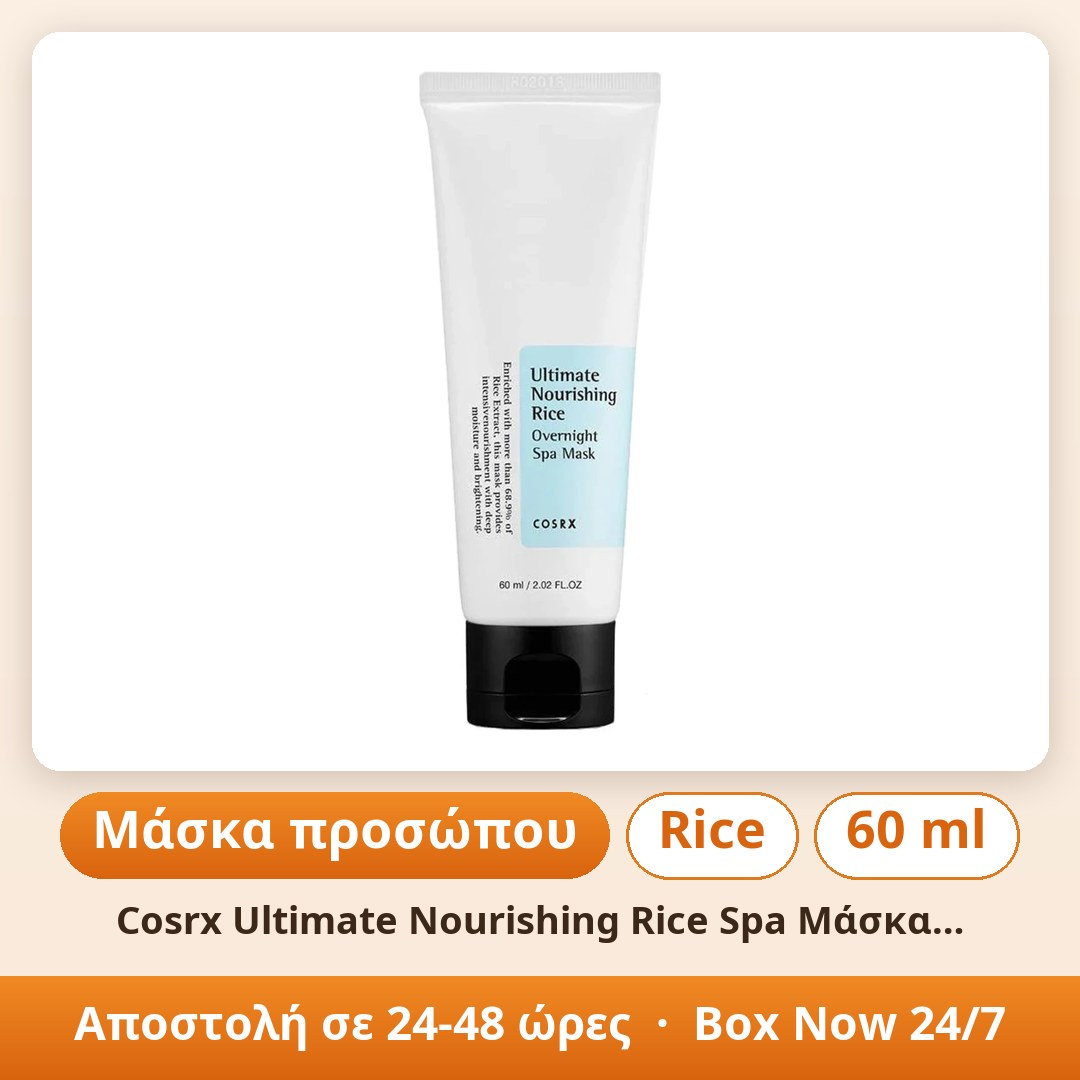 802018
Ultimate
Nourishing
Rice
Overnight
Spa Mask
COSRX
Enriched with more than 68.9% of
Rice Extract, this mask provides
intensivenourishment with deep
moisture and brightening.
60 ml / 2.02 FL.OZ
Μάσκα προσώπου
Rice
60 ml
Cosrx Ultimate Nourishing Rice Spa Μάσκα...
Αποστολή σε 24-48 ώρες · Box Now 24/7